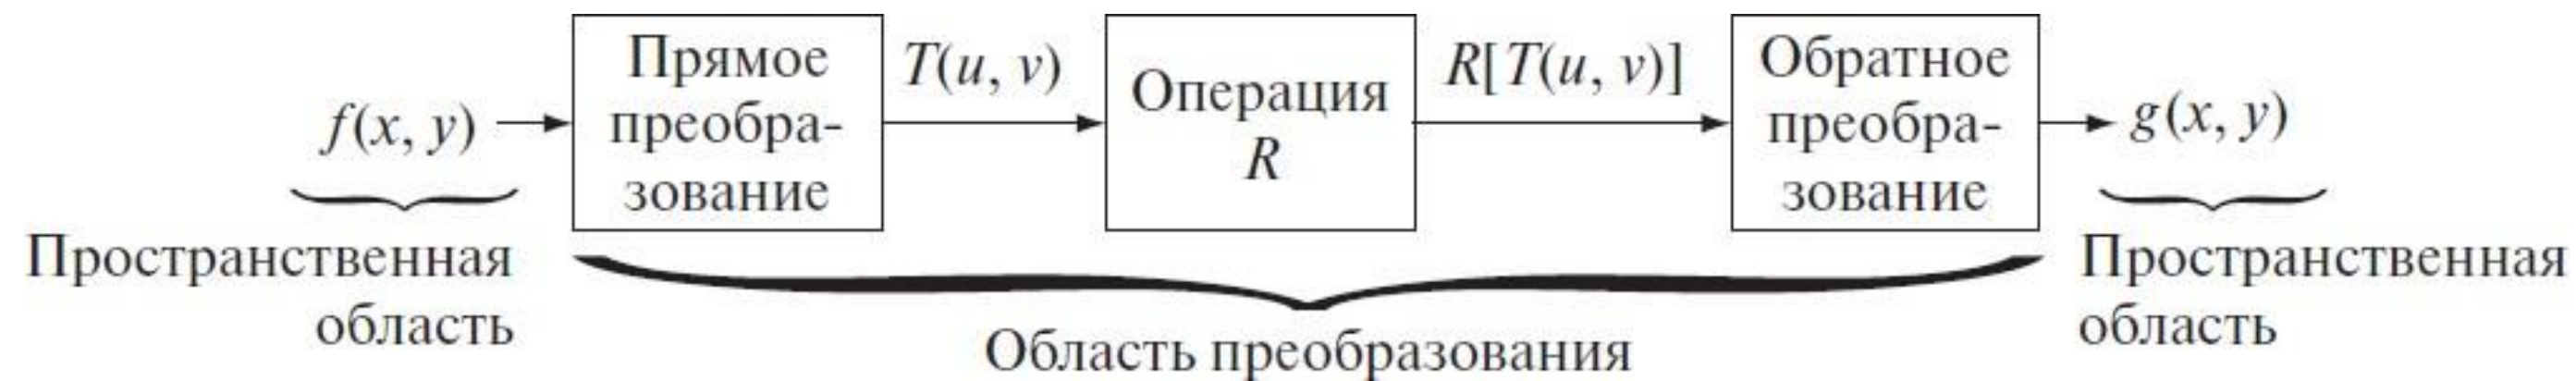 f(x, y)
Пространственная
область
Прямое
преобра-
зование
T(u, v)
Операция
R
R[T(u, v)]
Обратное
преобра-
зование
g(x, y)
Пространственная
область
Область преобразования